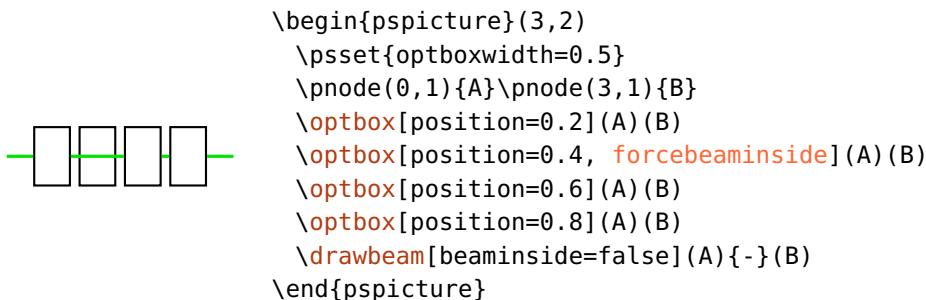 \begin{pspicture}(3,2)
  \psset{optboxwidth=0.5}
  \pnode(0,1){A}\pnode(3,1){B}
  \optbox[position=0.2](A)(B)
  \optbox[position=0.4, forcebeaminside](A)(B)
  \optbox[position=0.6](A)(B)
  \optbox[position=0.8](A)(B)
  \drawbeam[beaminside=false](A){-}(B)
\end{pspicture}